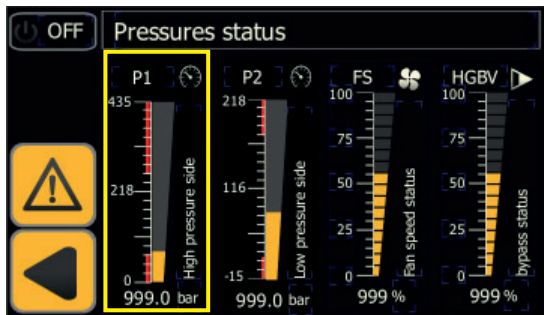 OFF Pressures status
P1 P2 FS HGBV
435 218 100 100
75 75
218 116 50 50
25 25
0 -15 0 0
High pressure side
Low pressure side
Fan speed status
bypass status
999.0 bar 999.0 bar 999 % 999 %